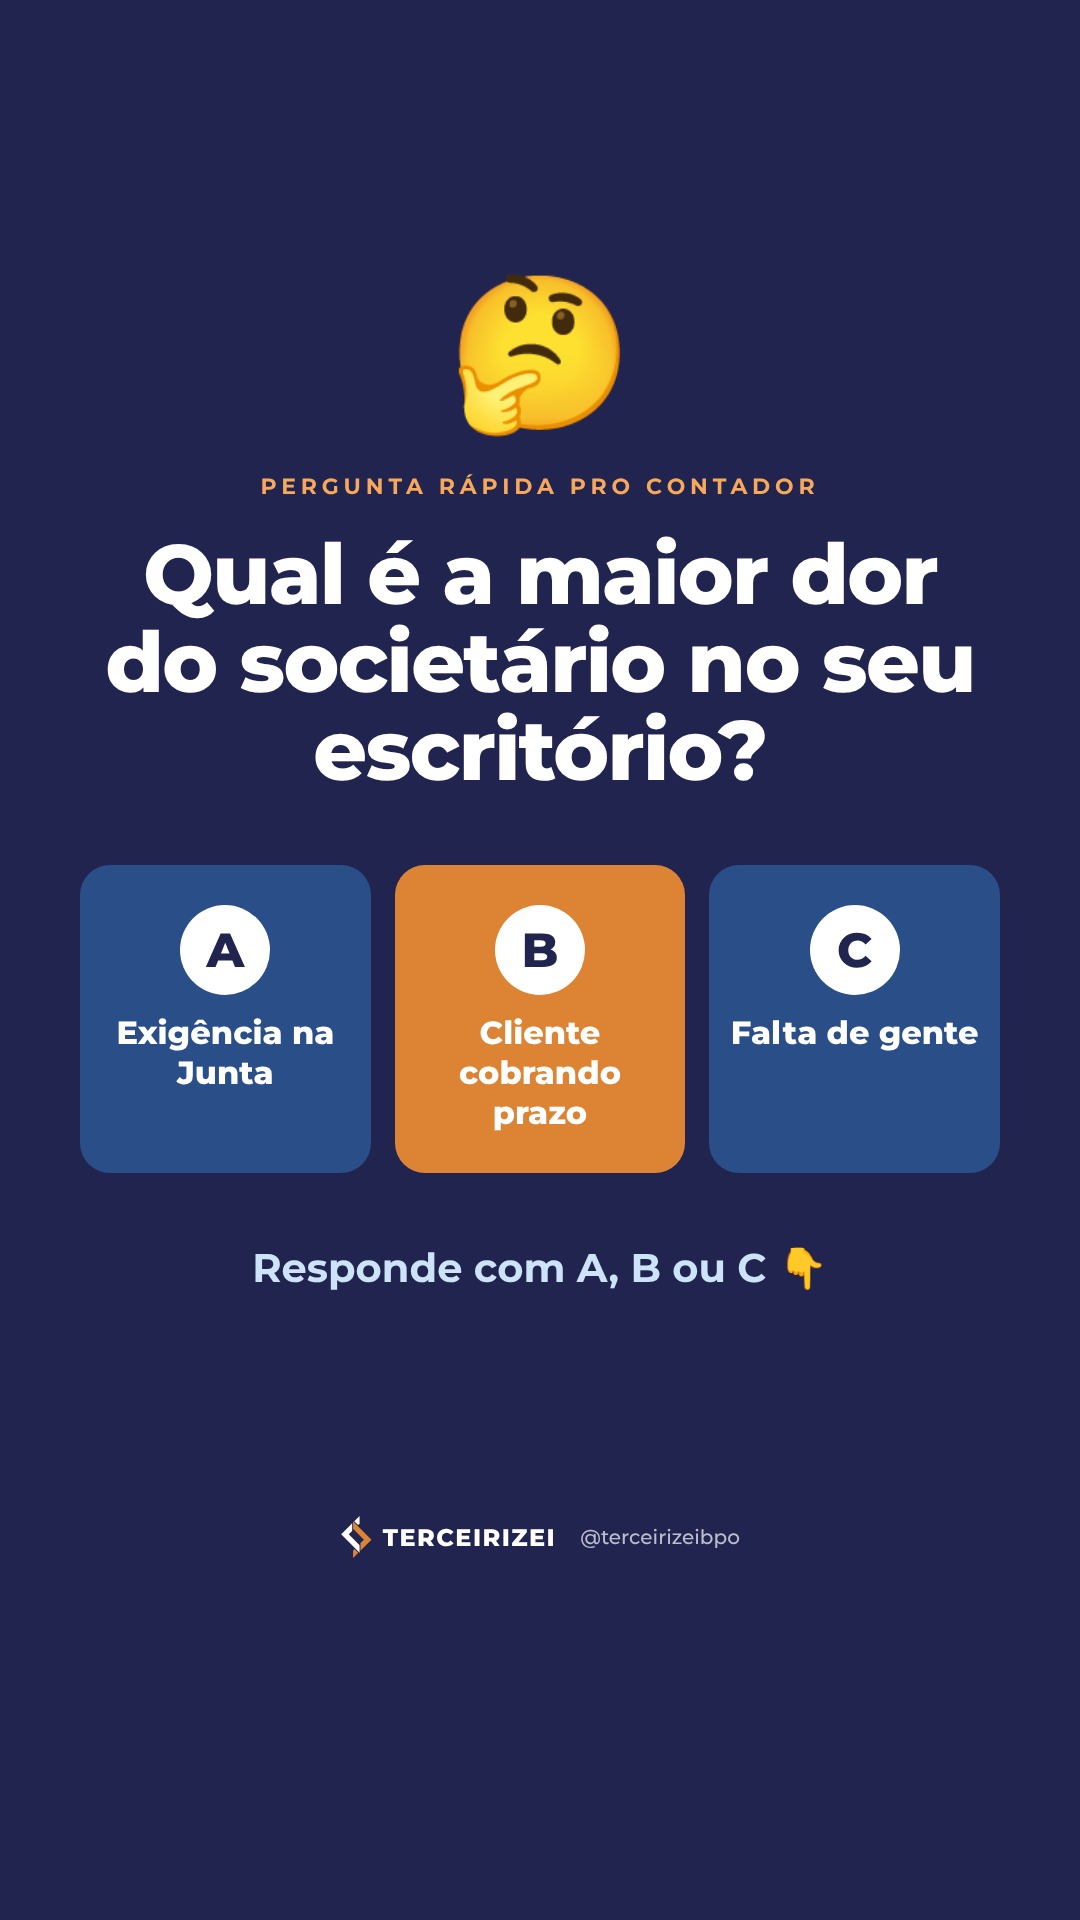 PERGUNTA RÁPIDA PRO CONTADOR
Qual é a maior dor
do societário no seu
escritório?
A
Exigência na
Junta
B
Cliente
cobrando
prazo
C
Falta de gente
Responde com A, B ou C 👇
TERCEIRIZEI @terceirizeibpo